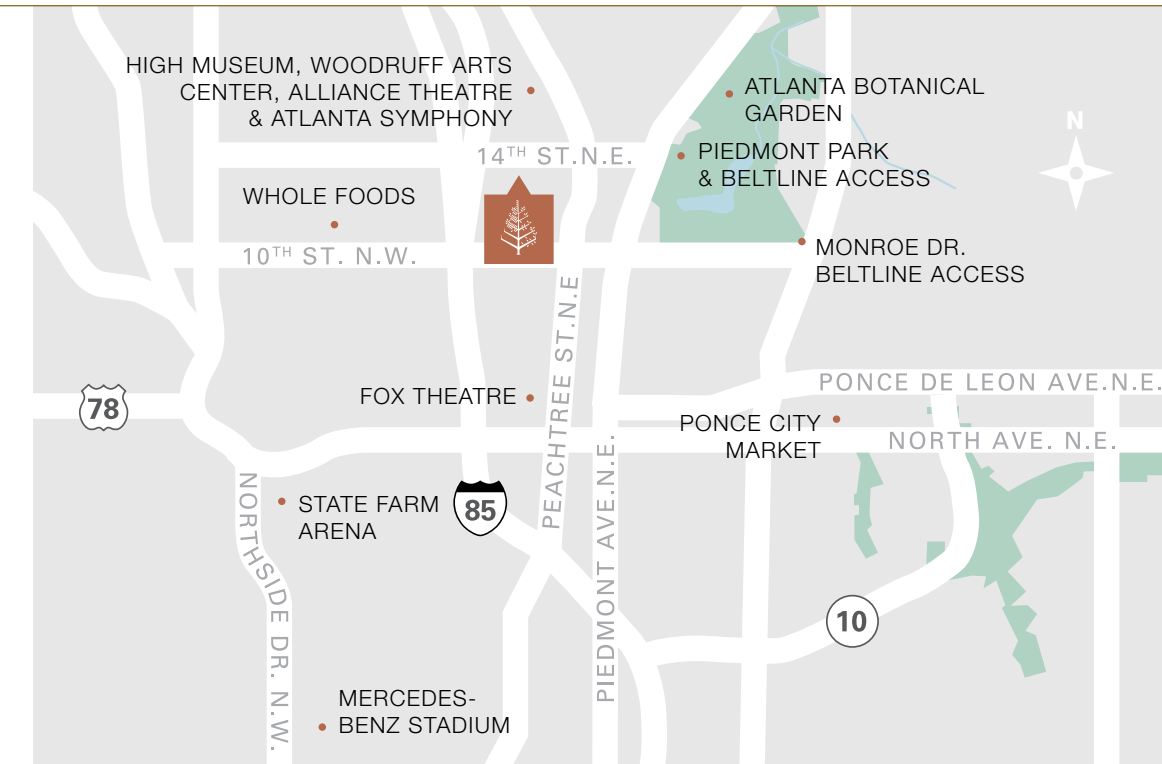 HIGH MUSEUM, WOODRUFF ARTS
CENTER, ALLIANCE THEATRE
& ATLANTA SYMPHONY
ATLANTA BOTANICAL
GARDEN
N
14TH ST.N.E.
PIEDMONT PARK
& BELTLINE ACCESS
WHOLE FOODS
10TH ST. N.W.
MONROE DR.
BELTLINE ACCESS
PEACHTREE ST.N.E
FOX THEATRE
PONCE DE LEON AVE.N.E.
78
PONCE CITY
MARKET
NORTH AVE. N.E.
PIEDMONT AVE.N.E.
NORTHSIDE DR. N.W.
STATE FARM
ARENA
85
10
MERCEDES-
BENZ STADIUM